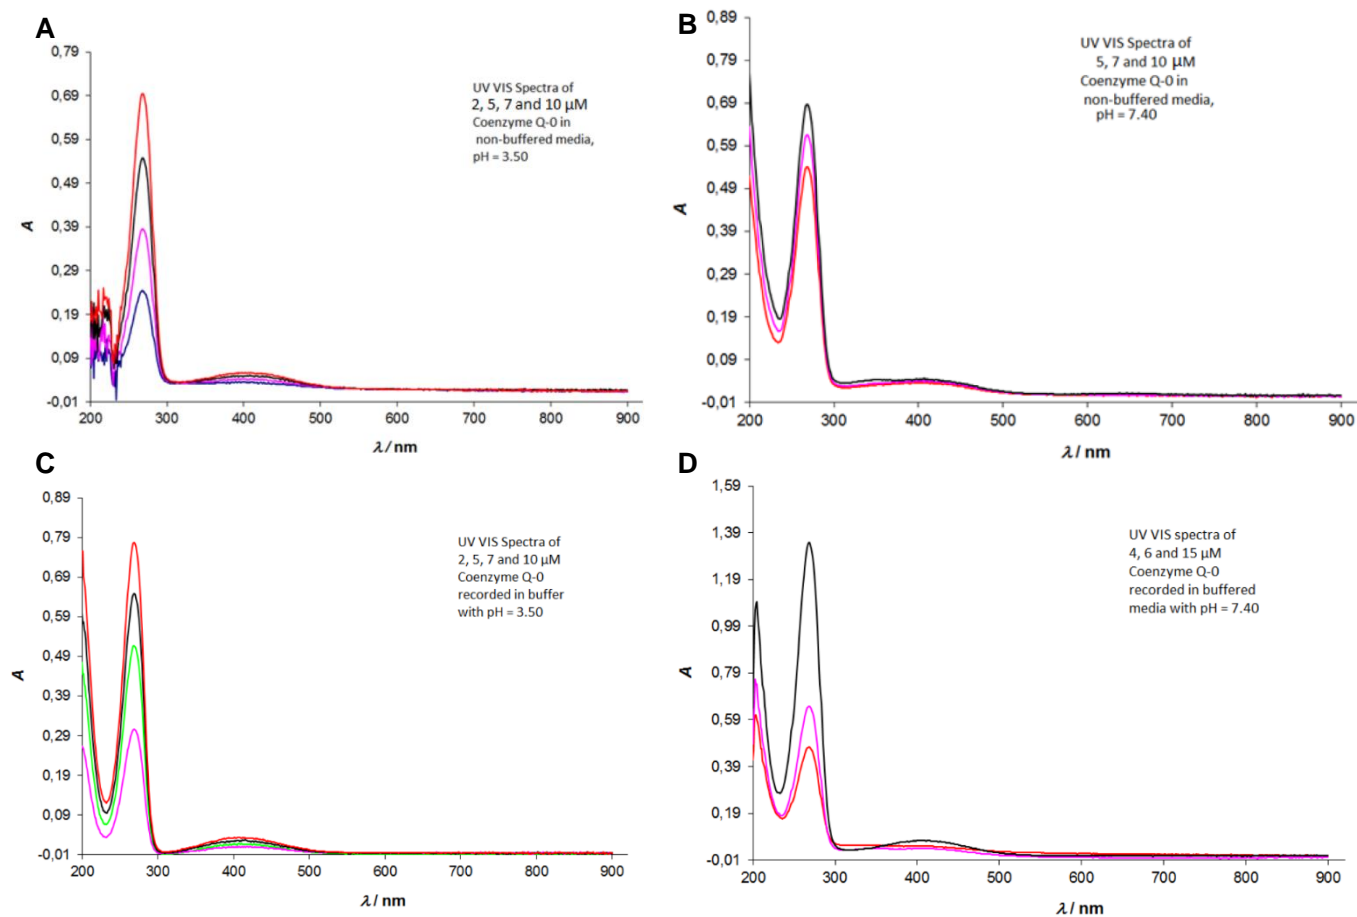 A
0,79
0,69
0,59
0,49
0,39
0,29
0,19
0,09
-0,01
A
200 300 400 500 600 700 800 900
λ / nm
UV VIS Spectra of
2, 5, 7 and 10 µM
Coenzyme Q-0 in
non-buffered media,
pH = 3.50
B
0,89
0,79
0,69
0,59
0,49
0,39
0,29
0,19
0,09
-0,01
A
200 300 400 500 600 700 800 900
λ / nm
UV VIS Spectra of
5, 7 and 10 µM
Coenzyme Q-0 in
non-buffered media,
pH = 7.40
C
0,89
0,79
0,69
0,59
0,49
0,39
0,29
0,19
0,09
-0,01
A
200 300 400 500 600 700 800 900
λ / nm
UV VIS Spectra of
2, 5, 7 and 10 µM
Coenzyme Q-0
recorded in buffer
with pH = 3.50
D
1,59
1,39
1,19
0,99
0,79
0,59
0,39
0,19
-0,01
A
200 300 400 500 600 700 800 900
λ / nm
UV VIS spectra of
4, 6 and 15 µM
Coenzyme Q-0
recorded in buffered
media with pH = 7.40